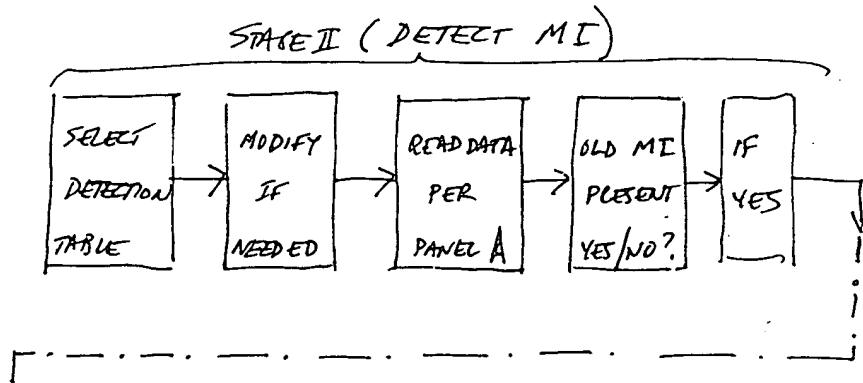 STAGE II (DETECT MI)
SELECT
DETECTION
TABLE
MODIFY
IF
NEEDED
READ DATA
PER
PANEL A
OLD MI
PRESENT
YES/NO?
IF
YES